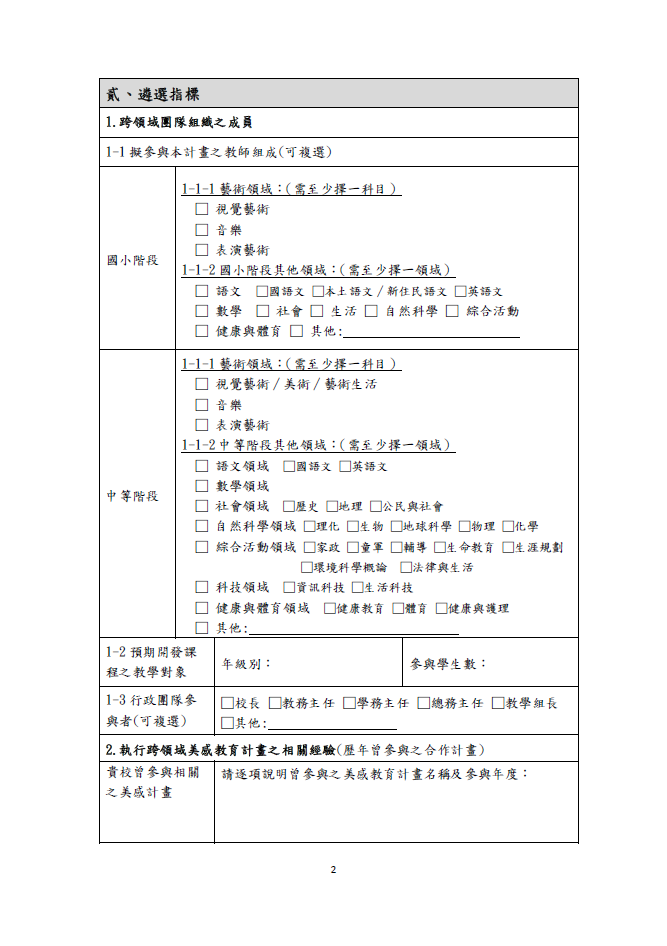 貳、遴選指標
1.跨領域團隊組織之成員
1-1 擬參與本計畫之教師組成(可複選)
國小階段
1-1-1 藝術領域：(需至少擇一科目)
□ 視覺藝術
□ 音樂
□ 表演藝術
1-1-2 國小階段其他領域：(需至少擇一領域)
□ 語文 □國語文 □本土語文/新住民語文 □英語文
□ 數學 □ 社會 □ 生活 □ 自然科學 □ 綜合活動
□ 健康與體育 □ 其他:
中等階段
1-1-1 藝術領域：(需至少擇一科目)
□ 視覺藝術/美術/藝術生活
□ 音樂
□ 表演藝術
1-1-2 中等階段其他領域：(需至少擇一領域)
□ 語文領域 □國語文 □英語文
□ 數學領域
□ 社會領域 □歷史 □地理 □公民與社會
□ 自然科學領域 □理化 □生物 □地球科學 □物理 □化學
□ 綜合活動領域 □家政 □童軍 □輔導 □生命教育 □生涯規劃
□環境科學概論 □法律與生活
□ 科技領域 □資訊科技 □生活科技
□ 健康與體育領域 □健康教育 □體育 □健康與護理
□ 其他:
1-2 預期開發課
程之教學對象
年級別：
參與學生數：
1-3 行政團隊參
與者(可複選)
□校長 □教務主任 □學務主任 □總務主任 □教學組長
□其他:
2.執行跨領域美感教育計畫之相關經驗(歷年曾參與之合作計畫)
貴校曾參與相關
之美感計畫
請逐項說明曾參與之美感教育計畫名稱及參與年度：
2